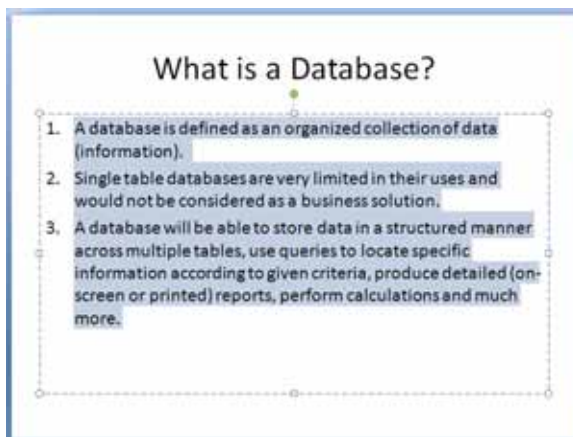 What is a Database?
1. A database is defined as an organized collection of data
(information).
2. Single table databases are very limited in their uses and
would not be considered as a business solution.
3. A database will be able to store data in a structured manner
across multiple tables, use queries to locate specific
information according to given criteria, produce detailed (on-
screen or printed) reports, perform calculations and much
more.